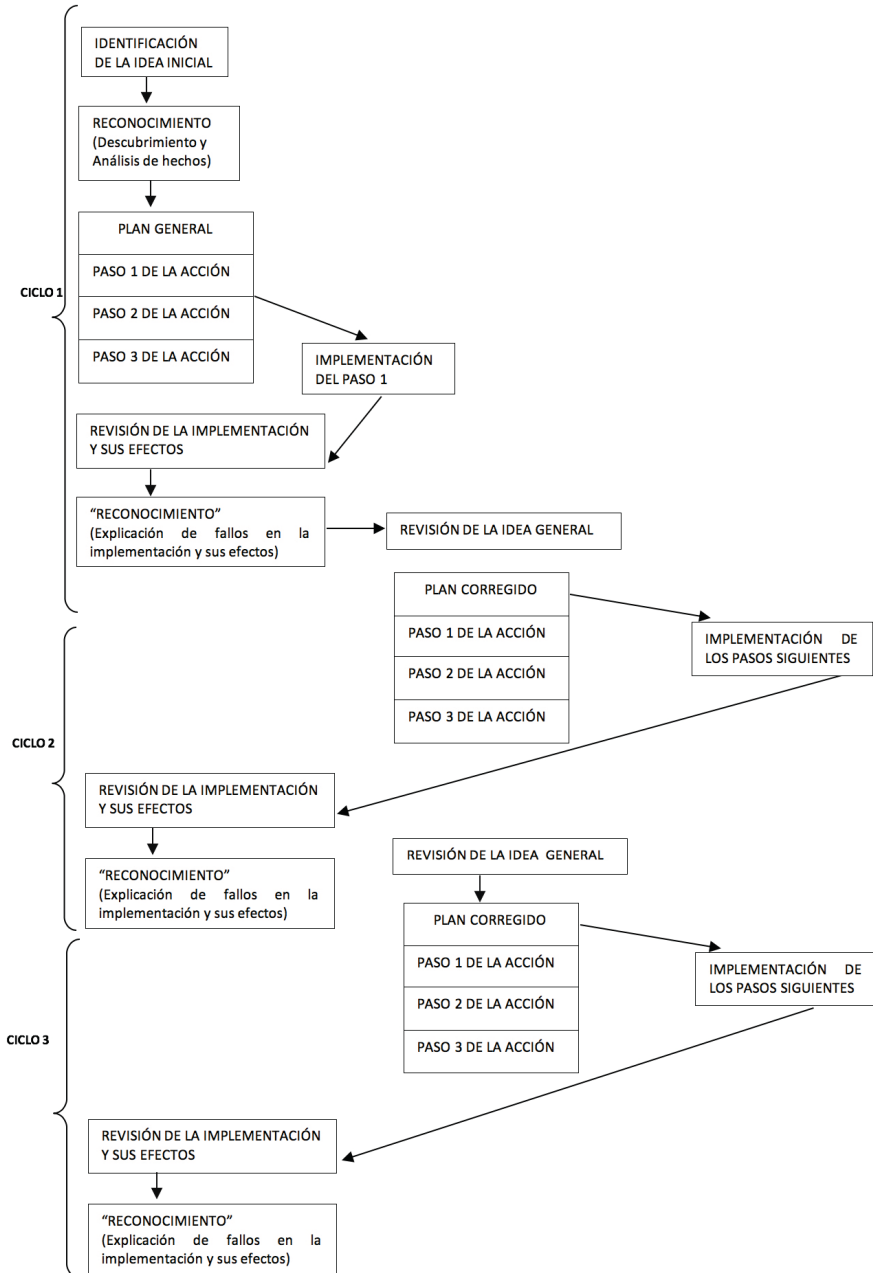 IDENTIFICACIÓN
DE LA IDEA INICIAL
RECONOCIMIENTO
(Descubrimiento y
Análisis de hechos)
PLAN GENERAL
PASO 1 DE LA ACCIÓN
CICLO 1
PASO 2 DE LA ACCIÓN
PASO 3 DE LA ACCIÓN
IMPLEMENTACIÓN
DEL PASO 1
REVISIÓN DE LA IMPLEMENTACIÓN
Y SUS EFECTOS
“RECONOCIMIENTO”
(Explicación de fallos en la
implementación y sus efectos)
REVISIÓN DE LA IDEA GENERAL
PLAN CORREGIDO
PASO 1 DE LA ACCIÓN
PASO 2 DE LA ACCIÓN
PASO 3 DE LA ACCIÓN
IMPLEMENTACIÓN DE
LOS PASOS SIGUIENTES
CICLO 2
REVISIÓN DE LA IMPLEMENTACIÓN
Y SUS EFECTOS
“RECONOCIMIENTO”
(Explicación de fallos en la
implementación y sus efectos)
REVISIÓN DE LA IDEA GENERAL
PLAN CORREGIDO
PASO 1 DE LA ACCIÓN
PASO 2 DE LA ACCIÓN
PASO 3 DE LA ACCIÓN
IMPLEMENTACIÓN DE
LOS PASOS SIGUIENTES
CICLO 3
REVISIÓN DE LA IMPLEMENTACIÓN
Y SUS EFECTOS
“RECONOCIMIENTO”
(Explicación de fallos en la
implementación y sus efectos)